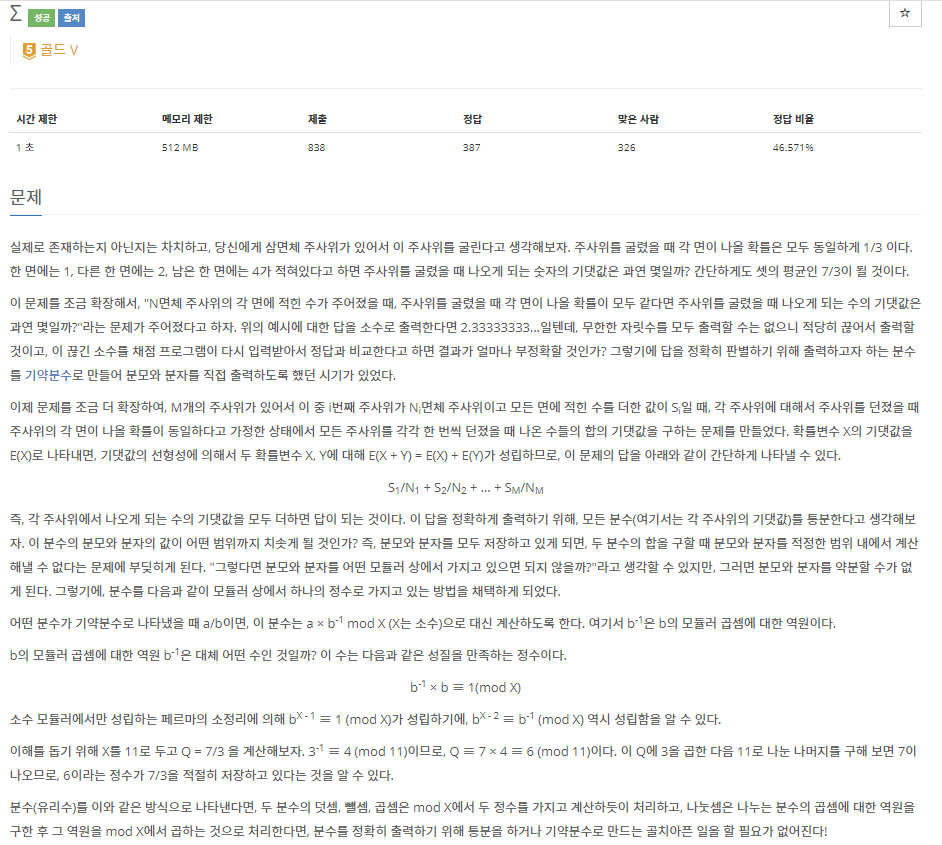 Σ 성공 출처
☆
5 골드 V
시간 제한 메모리 제한 제출 정답 맞은 사람 정답 비율
1 초 512 MB 838 387 326 46.571%
문제
실제로 존재하는지 아닌지는 차치하고, 당신에게 삼면체 주사위가 있어서 이 주사위를 굴린다고 생각해보자. 주사위를 굴렸을 때 각 면이 나올 확률은 모두 동일하게 1/3 이다.
한 면에는 1, 다른 한 면에는 2, 남은 한 면에는 4가 적혀있다고 하면 주사위를 굴렸을 때 나오게 되는 숫자의 기댓값은 과연 몇일까? 간단하게도 셋의 평균인 7/3이 될 것이다.
이 문제를 조금 확장해서, "N면체 주사위의 각 면에 적힌 수가 주어졌을 때, 주사위를 굴렸을 때 각 면이 나올 확률이 모두 같다면 주사위를 굴렸을 때 나오게 되는 수의 기댓값은
과연 몇일까?"라는 문제가 주어졌다고 하자. 위의 예시에 대한 답을 소수로 출력한다면 2.33333333...일텐데, 무한한 자릿수를 모두 출력할 수는 없으니 적당히 끊어서 출력할
것이고, 이 끊긴 소수를 채점 프로그램이 다시 입력받아서 정답과 비교한다고 하면 결과가 얼마나 부정확할 것인가? 그렇기에 답을 정확히 판별하기 위해 출력하고자 하는 분수
를 기약분수로 만들어 분모와 분자를 직접 출력하도록 했던 시기가 있었다.
이제 문제를 조금 더 확장하여, M개의 주사위가 있어서 이 중 i번째 주사위가 Nᵢ면체 주사위이고 모든 면에 적힌 수를 더한 값이 Sᵢ일 때, 각 주사위에 대해서 주사위를 던졌을 때
주사위의 각 면이 나올 확률이 동일하다고 가정한 상태에서 모든 주사위를 각각 한 번씩 던졌을 때 나온 수들의 합의 기댓값을 구하는 문제를 만들었다. 확률변수 X의 기댓값을
E(X)로 나타내면, 기댓값의 선형성에 의해서 두 확률변수 X, Y에 대해 E(X + Y) = E(X) + E(Y)가 성립하므로, 이 문제의 답을 아래와 같이 간단하게 나타낼 수 있다.
S₁/N₁ + S₂/N₂ + ... + Sᴍ/Nᴍ
즉, 각 주사위에서 나오게 되는 수의 기댓값을 모두 더하면 답이 되는 것이다. 이 답을 정확하게 출력하기 위해, 모든 분수(여기서는 각 주사위의 기댓값)를 통분한다고 생각해보
자. 이 분수의 분모와 분자의 값이 어떤 범위까지 치솟게 될 것인가? 즉, 분모와 분자를 모두 저장하고 있게 되면, 두 분수의 합을 구할 때 분모와 분자를 적정한 범위 내에서 계산
해낼 수 없다는 문제에 부딪히게 된다. "그렇다면 분모와 분자를 어떤 모듈러 상에서 가지고 있으면 되지 않을까?"라고 생각할 수 있지만, 그러면 분모와 분자를 약분할 수가 없
게 된다. 그렇기에, 분수를 다음과 같이 모듈러 상에서 하나의 정수로 가지고 있는 방법을 채택하게 되었다.
어떤 분수가 기약분수로 나타냈을 때 a/b이면, 이 분수는 a × b⁻¹ mod X (X는 소수)으로 대신 계산하도록 한다. 여기서 b⁻¹은 b의 모듈러 곱셈에 대한 역원이다.
b의 모듈러 곱셈에 대한 역원 b⁻¹은 대체 어떤 수인 것일까? 이 수는 다음과 같은 성질을 만족하는 정수이다.
b⁻¹ × b ≡ 1(mod X)
소수 모듈러에서만 성립하는 페르마의 소정리에 의해 b^(X - 1) ≡ 1 (mod X)가 성립하기에, b^(X - 2) ≡ b⁻¹ (mod X) 역시 성립함을 알 수 있다.
이해를 돕기 위해 X를 11로 두고 Q = 7/3 을 계산해보자. 3⁻¹ ≡ 4 (mod 11)이므로, Q ≡ 7 × 4 ≡ 6 (mod 11)이다. 이 Q에 3을 곱한 다음 11로 나눈 나머지를 구해 보면 7이
나오므로, 6이라는 정수가 7/3을 적절히 저장하고 있다는 것을 알 수 있다.
분수(유리수)를 이와 같은 방식으로 나타낸다면, 두 분수의 덧셈, 뺄셈, 곱셈은 mod X에서 두 정수를 가지고 계산하듯이 처리하고, 나눗셈은 나누는 분수의 곱셈에 대한 역원을
구한 후 그 역원을 mod X에서 곱하는 것으로 처리한다면, 분수를 정확히 출력하기 위해 통분을 하거나 기약분수로 만드는 골치아픈 일을 할 필요가 없어진다!